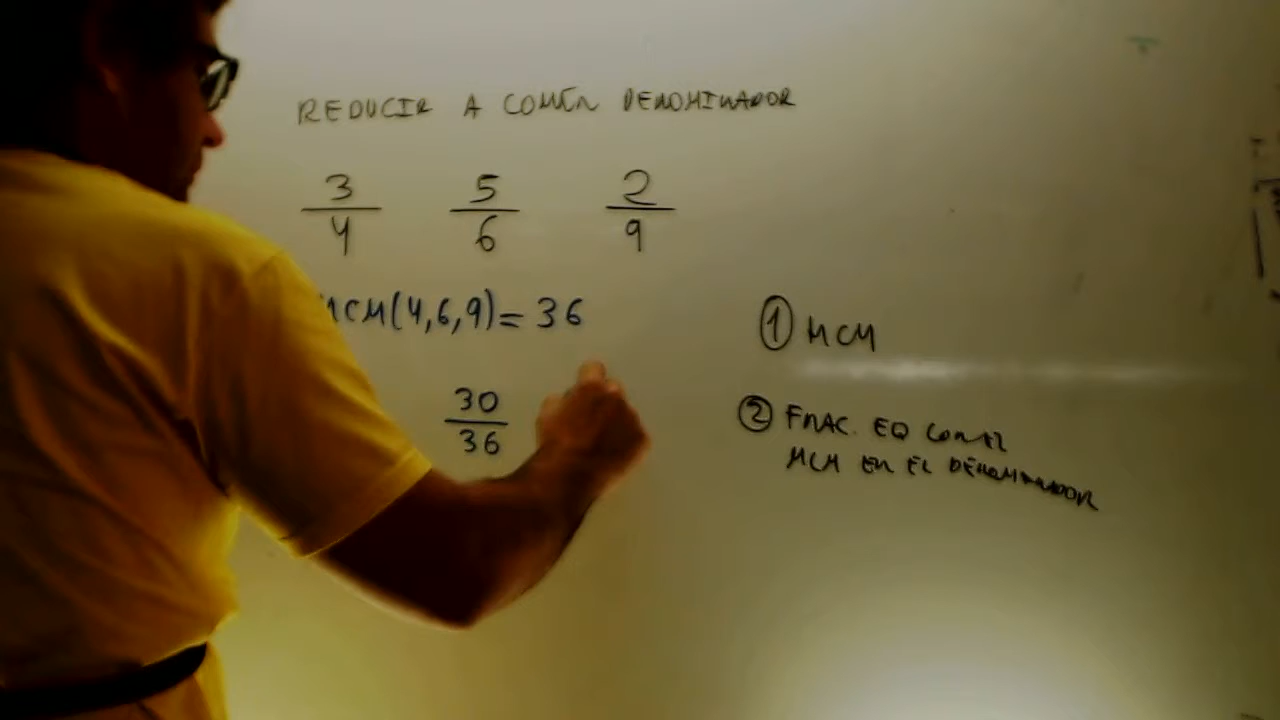 REDUCIR A COMÚN DENOMINADOR
3 5 2
4 6 9
MCM(4,6,9)= 36
30
36
① MCM
② FRAC. EQ CON EL
MCM EN EL DENOMINADOR